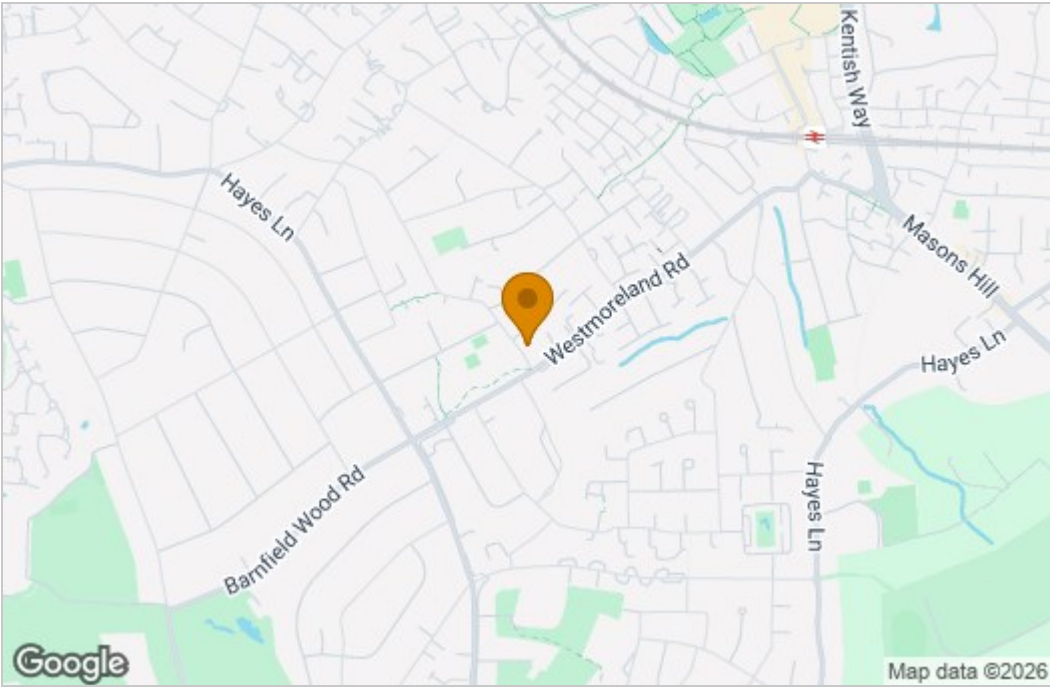 Kentish Way
Hayes Ln
Masons Hill
Westmoreland Rd
Hayes Ln
Hayes Ln
Barnfield Wood Rd
Google
Map data ©2026